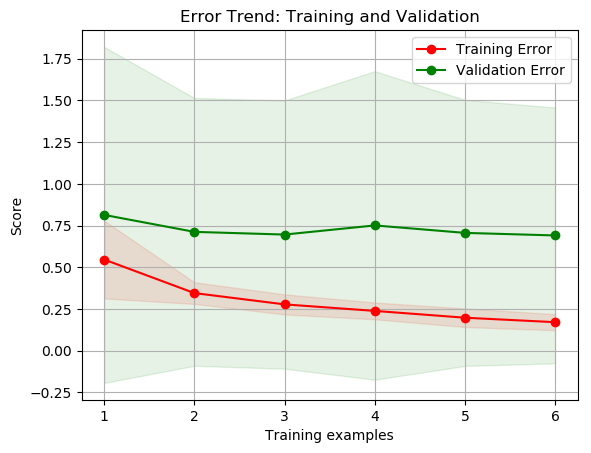 Error Trend: Training and Validation
Training Error
Validation Error
1.75
1.50
1.25
1.00
0.75
0.50
0.25
0.00
−0.25
Score
1 2 3 4 5 6
Training examples